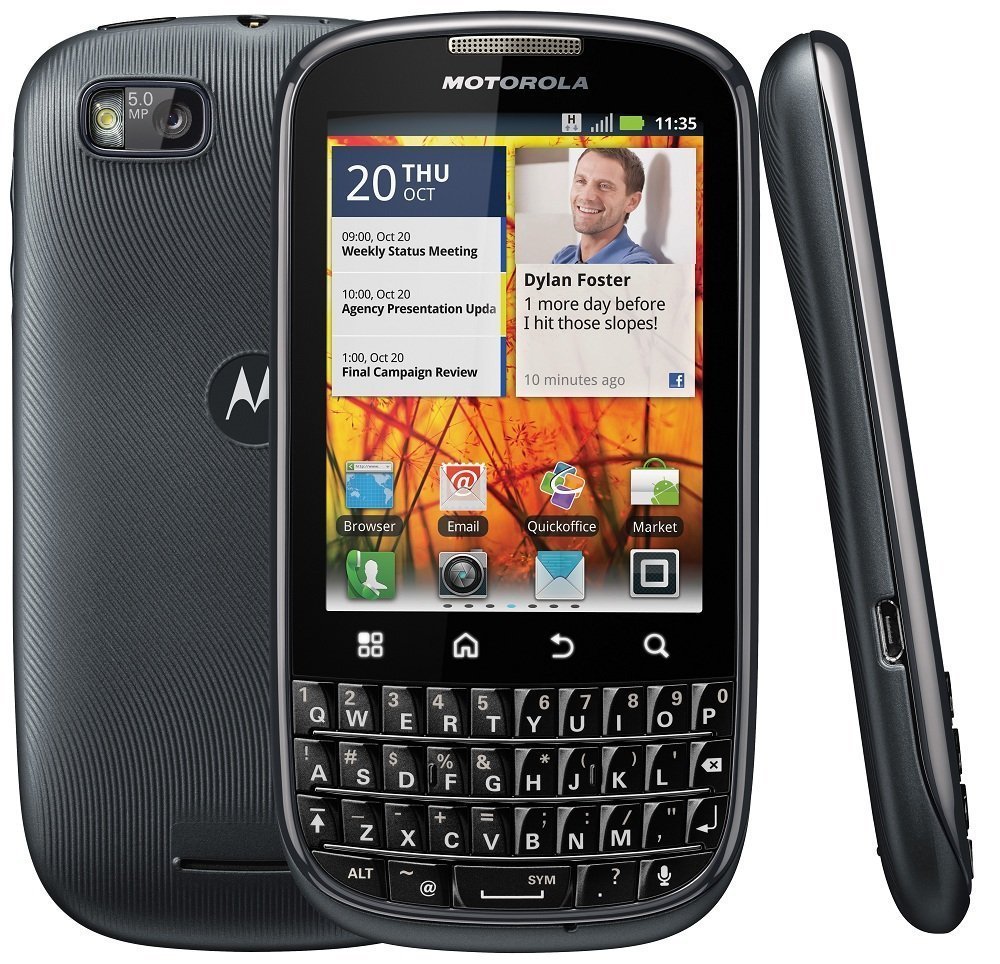 5.0
MP
MOTOROLA
H
11:35
20 THU
OCT
09:00, Oct 20
Weekly Status Meeting
10:00, Oct 20
Agency Presentation Upda
1:00, Oct 20
Final Campaign Review
Dylan Foster
1 more day before
I hit those slopes!
10 minutes ago
f
Browser
Email
Quickoffice
Market
1 2 3 4 5 6 7 8 9 0
Q W E R T Y U I O P
! # $ % & * ( ) '
A S D F G H J K L
_ - + = ; : / "
Z X C V B N M ,
ALT ~ @ SYM . ?